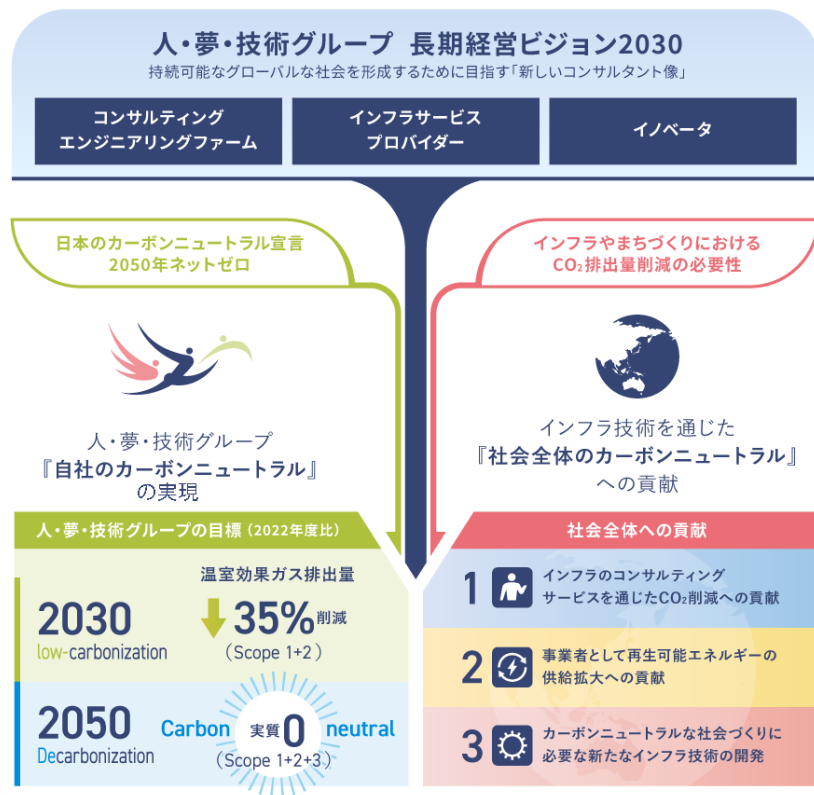 人・夢・技術グループ 長期経営ビジョン2030
持続可能なグローバルな社会を形成するために目指す「新しいコンサルタント像」
コンサルティング
エンジニアリングファーム
インフラサービス
プロバイダー
イノベータ
日本のカーボンニュートラル宣言
2050年ネットゼロ
インフラやまちづくりにおける
CO₂排出量削減の必要性
人・夢・技術グループ
『自社のカーボンニュートラル』
の実現
インフラ技術を通じた
『社会全体のカーボンニュートラル』
への貢献
人・夢・技術グループの目標（2022年度比）
温室効果ガス排出量
2030
low-carbonization
35%削減
（Scope 1+2）
2050
Decarbonization
Carbon 実質0 neutral
（Scope 1+2+3）
社会全体への貢献
1 インフラのコンサルティング
サービスを通じたCO₂削減への貢献
2 事業者として再生可能エネルギーの
供給拡大への貢献
3 カーボンニュートラルな社会づくりに
必要な新たなインフラ技術の開発